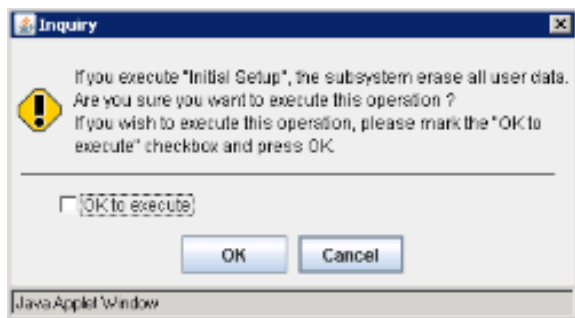 Inquiry
If you execute "Initial Setup", the subsystem erase all user data.
Are you sure you want to execute this operation ?
If you wish to execute this operation, please mark the "OK to
execute" checkbox and press OK.
OK to execute
OK Cancel
Java Applet Window